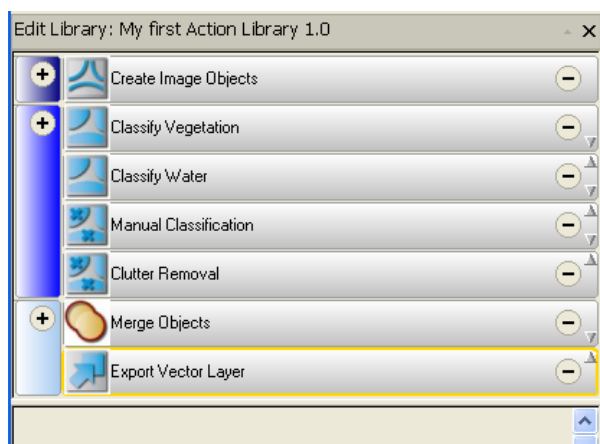 Edit Library: My first Action Library 1.0
Create Image Objects
Classify Vegetation
Classify Water
Manual Classification
Clutter Removal
Merge Objects
Export Vector Layer